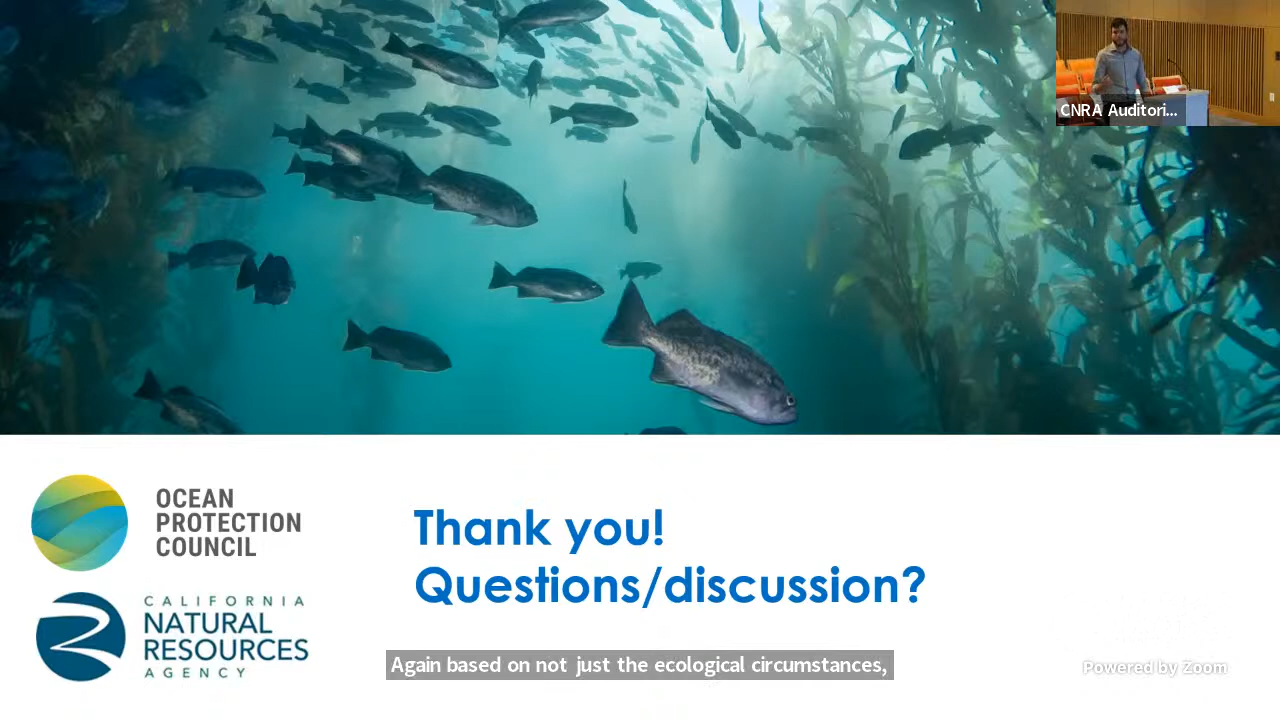 CNRA Auditori...
OCEAN
PROTECTION
COUNCIL
Thank you!
Questions/discussion?
CALIFORNIA
NATURAL
RESOURCES
AGENCY
Again based on not just the ecological circumstances,
Powered by Zoom